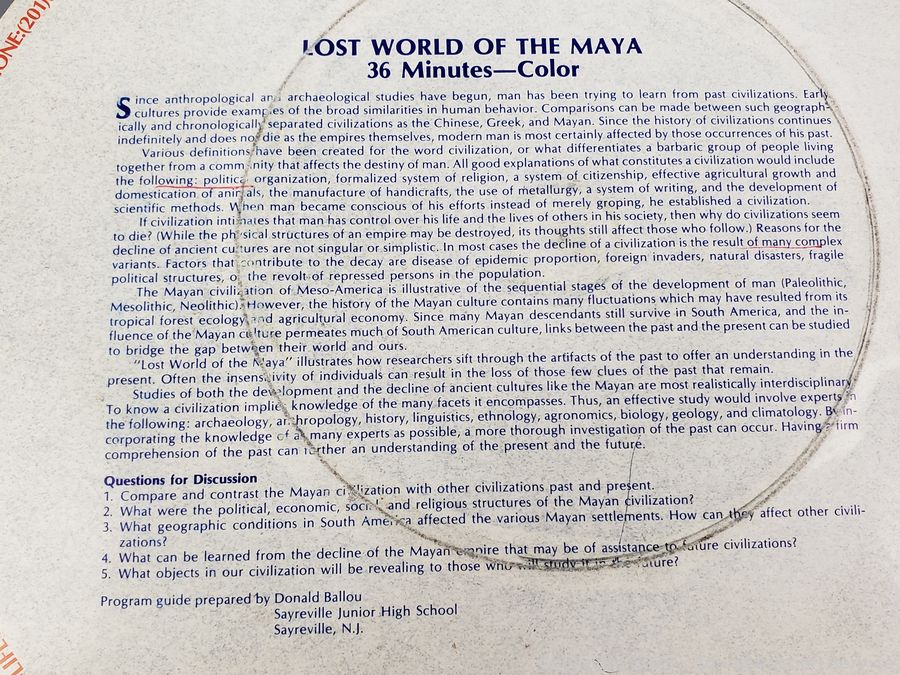 ONE:(201)
LOST WORLD OF THE MAYA
36 Minutes—Color
Since anthropological and archaeological studies have begun, man has been trying to learn from past civilizations. Early
cultures provide examples of the broad similarities in human behavior. Comparisons can be made between such geograph-
ically and chronologically separated civilizations as the Chinese, Greek, and Mayan. Since the history of civilizations continues
indefinitely and does not die as the empires themselves, modern man is most certainly affected by those occurrences of his past.
Various definitions have been created for the word civilization, or what differentiates a barbaric group of people living
together from a community that affects the destiny of man. All good explanations of what constitutes a civilization would include
the following: political organization, formalized system of religion, a system of citizenship, effective agricultural growth and
domestication of animals, the manufacture of handicrafts, the use of metallurgy, a system of writing, and the development of
scientific methods. When man became conscious of his efforts instead of merely groping, he established a civilization.
If civilization intimates that man has control over his life and the lives of others in his society, then why do civilizations seem
to die? (While the physical structures of an empire may be destroyed, its thoughts still affect those who follow.) Reasons for the
decline of ancient cultures are not singular or simplistic. In most cases the decline of a civilization is the result of many complex
variants. Factors that contribute to the decay are disease of epidemic proportion, foreign invaders, natural disasters, fragile
political structures, or the revolt of repressed persons in the population.
The Mayan civilization of Meso-America is illustrative of the sequential stages of the development of man (Paleolithic,
Mesolithic, Neolithic). However, the history of the Mayan culture contains many fluctuations which may have resulted from its
tropical forest ecology and agricultural economy. Since many Mayan descendants still survive in South America, and the in-
fluence of the Mayan culture permeates much of South American culture, links between the past and the present can be studied
to bridge the gap between their world and ours.
"Lost World of the Maya" illustrates how researchers sift through the artifacts of the past to offer an understanding in the
present. Often the insensitivity of individuals can result in the loss of those few clues of the past that remain.
Studies of both the development and the decline of ancient cultures like the Mayan are most realistically interdisciplinary.
To know a civilization implies knowledge of the many facets it encompasses. Thus, an effective study would involve experts in
the following: archaeology, anthropology, history, linguistics, ethnology, agronomics, biology, geology, and climatology. By in-
corporating the knowledge of as many experts as possible, a more thorough investigation of the past can occur. Having a firm
comprehension of the past can further an understanding of the present and the future.
Questions for Discussion
1. Compare and contrast the Mayan civilization with other civilizations past and present.
2. What were the political, economic, social and religious structures of the Mayan civilization?
3. What geographic conditions in South America affected the various Mayan settlements. How can they affect other civili-
zations?
4. What can be learned from the decline of the Mayan empire that may be of assistance to future civilizations?
5. What objects in our civilization will be revealing to those who will study it in the future?
Program guide prepared by Donald Ballou
Sayreville Junior High School
Sayreville, N.J.
LIFE